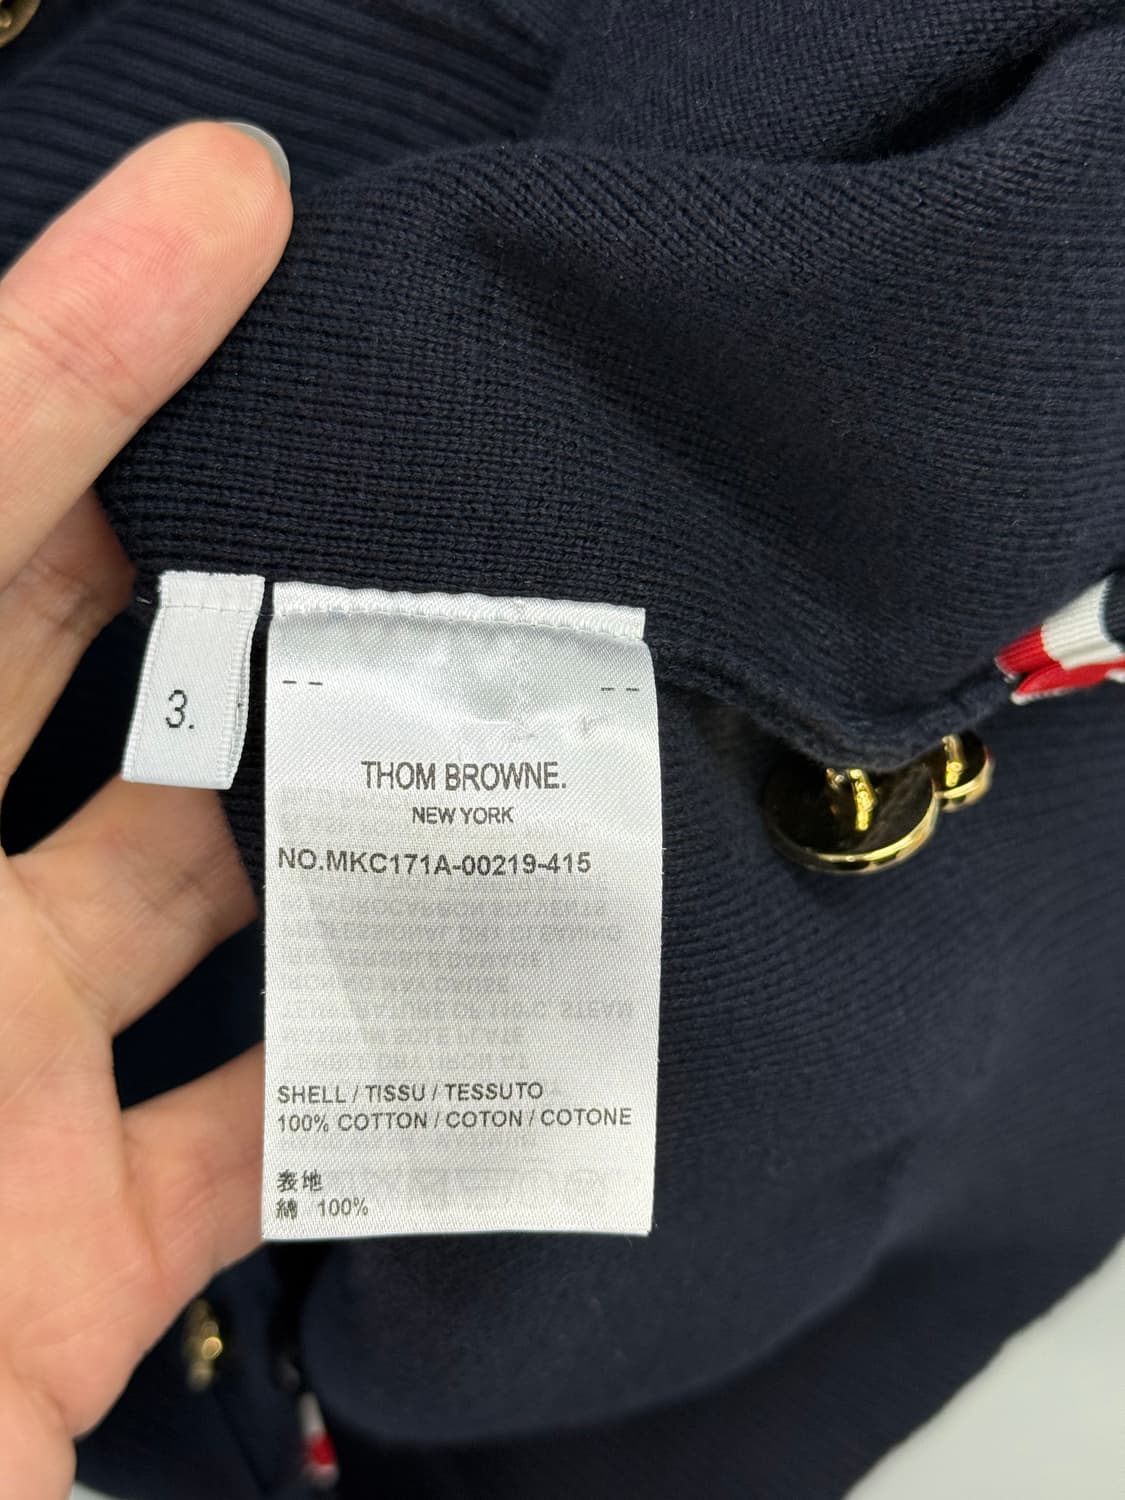 3.
-- --
THOM BROWNE.
NEW YORK
NO.MKC171A-00219-415
SHELL / TISSU / TESSUTO
100% COTTON / COTON / COTONE
表地
綿 100%